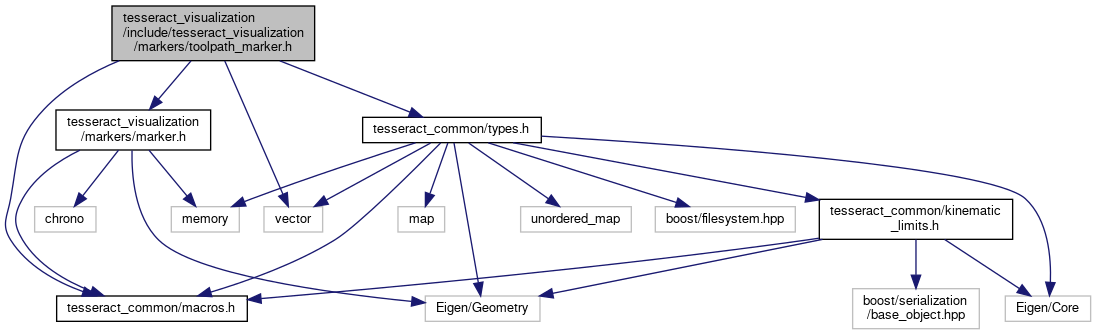 tesseract_visualization
/include/tesseract_visualization
/markers/toolpath_marker.h
tesseract_visualization
/markers/marker.h
tesseract_common/types.h
chrono
memory
vector
map
unordered_map
boost/filesystem.hpp
tesseract_common/kinematic
_limits.h
tesseract_common/macros.h
Eigen/Geometry
boost/serialization
/base_object.hpp
Eigen/Core